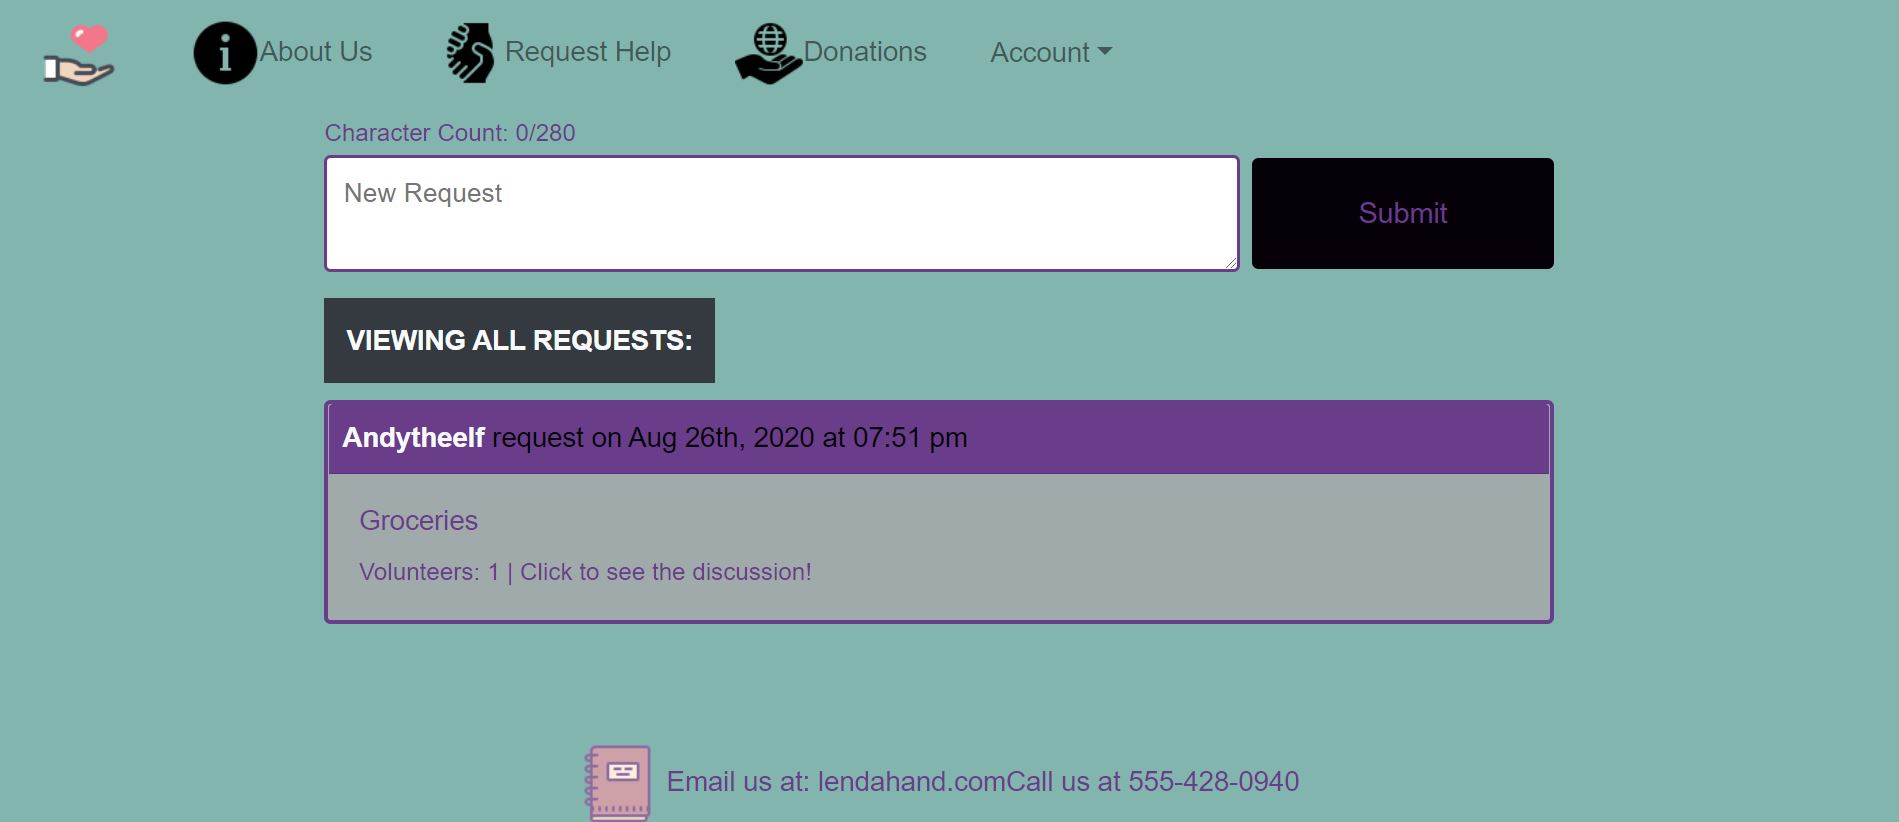 About Us Request Help Donations Account
Character Count: 0/280
New Request
Submit
VIEWING ALL REQUESTS:
Andytheelf request on Aug 26th, 2020 at 07:51 pm
Groceries
Volunteers: 1 | Click to see the discussion!
Email us at: lendahand.comCall us at 555-428-0940